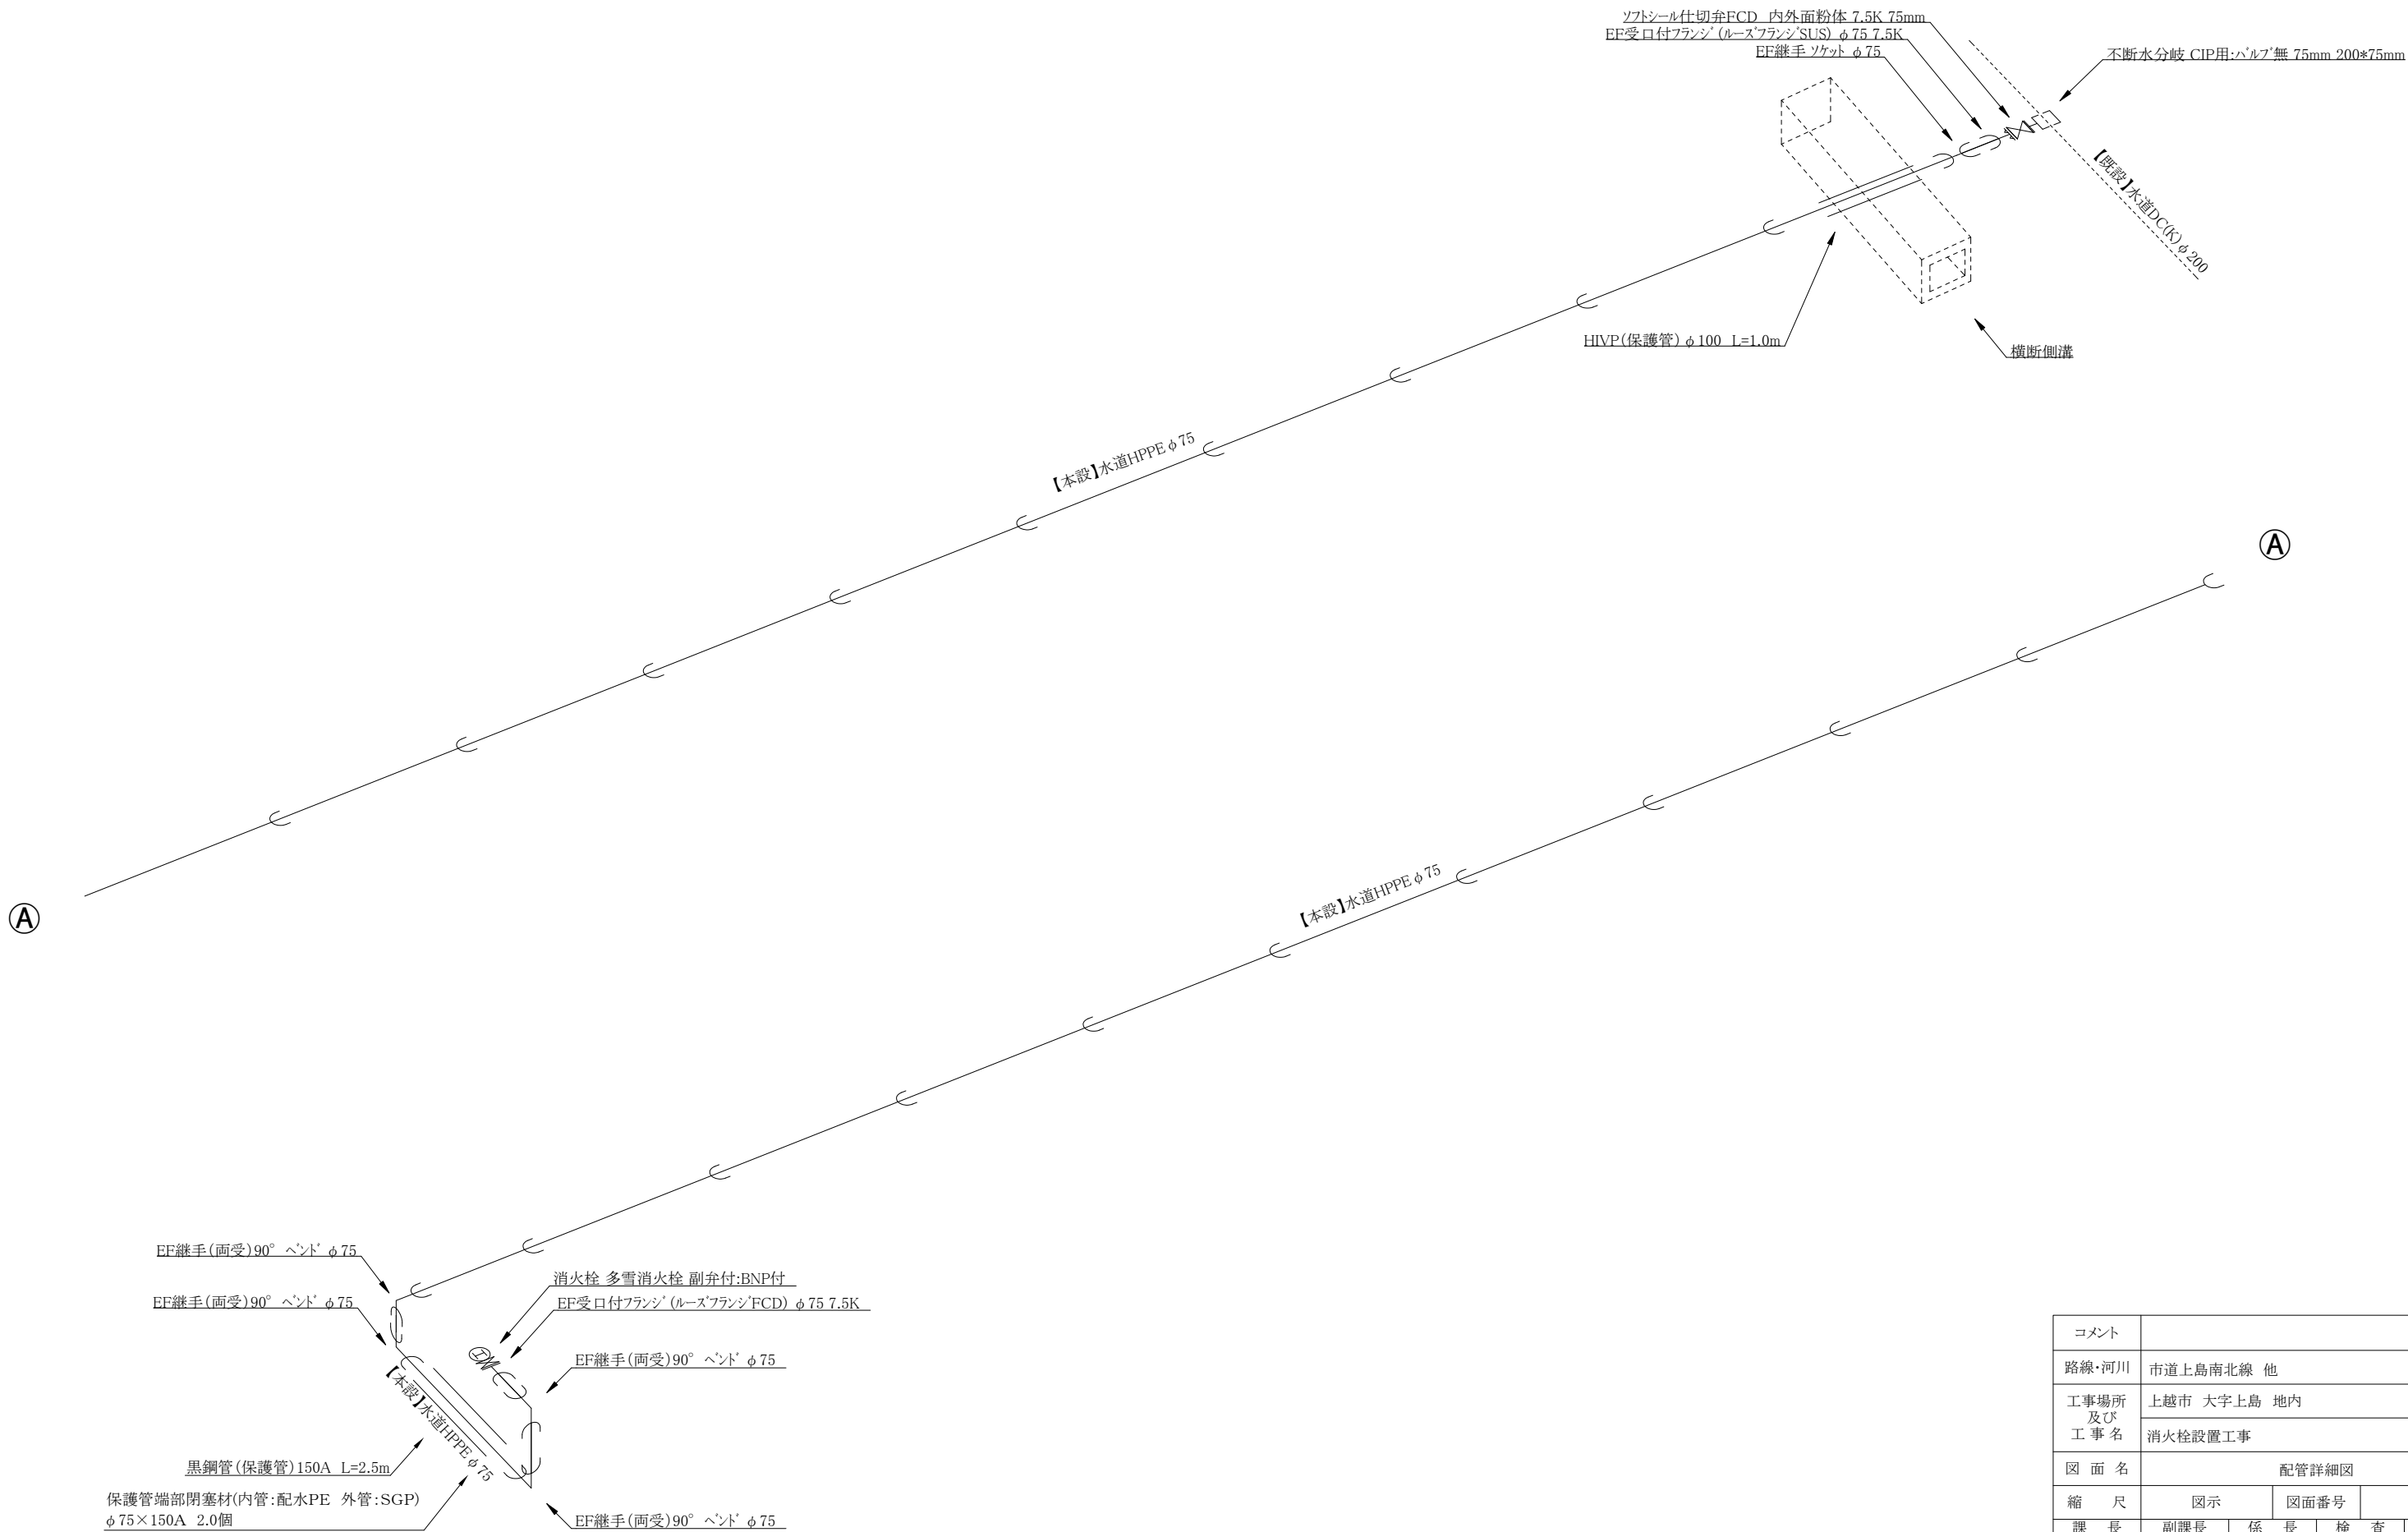 ｿﾌﾄｼｰﾙ仕切弁FCD 内外面粉体 7.5K 75mm
EF受口付ﾌﾗﾝｼﾞ(ﾙｰｽﾞﾌﾗﾝｼﾞSUS) φ75 7.5K
EF継手 ｿｹｯﾄ φ75
不断水分岐 CIP用:ﾊﾞﾙﾌﾞ無 75mm 200*75mm
【既設】水道DC(K)φ200
HIVP(保護管)φ100 L=1.0m
横断側溝
【本設】水道HPPEφ75
Ⓐ
Ⓐ
【本設】水道HPPEφ75
EF継手(両受)90° ﾍﾞﾝﾄﾞ φ75
EF継手(両受)90° ﾍﾞﾝﾄﾞ φ75
消火栓 多雪消火栓 副弁付:BNP付
EF受口付ﾌﾗﾝｼﾞ(ﾙｰｽﾞﾌﾗﾝｼﾞFCD) φ75 7.5K
EF継手(両受)90° ﾍﾞﾝﾄﾞ φ75
【本設】水道HPPEφ75
黒鋼管(保護管)150A L=2.5m
保護管端部閉塞材(内管:配水PE 外管:SGP)
φ75×150A 2.0個
EF継手(両受)90° ﾍﾞﾝﾄﾞ φ75
コメント
路線・河川 市道上島南北線 他
工事場所 上越市 大字上島 地内
及び
工事名 消火栓設置工事
図面名 配管詳細図
縮尺 図示 図面番号
課長 副課長 係長 検査